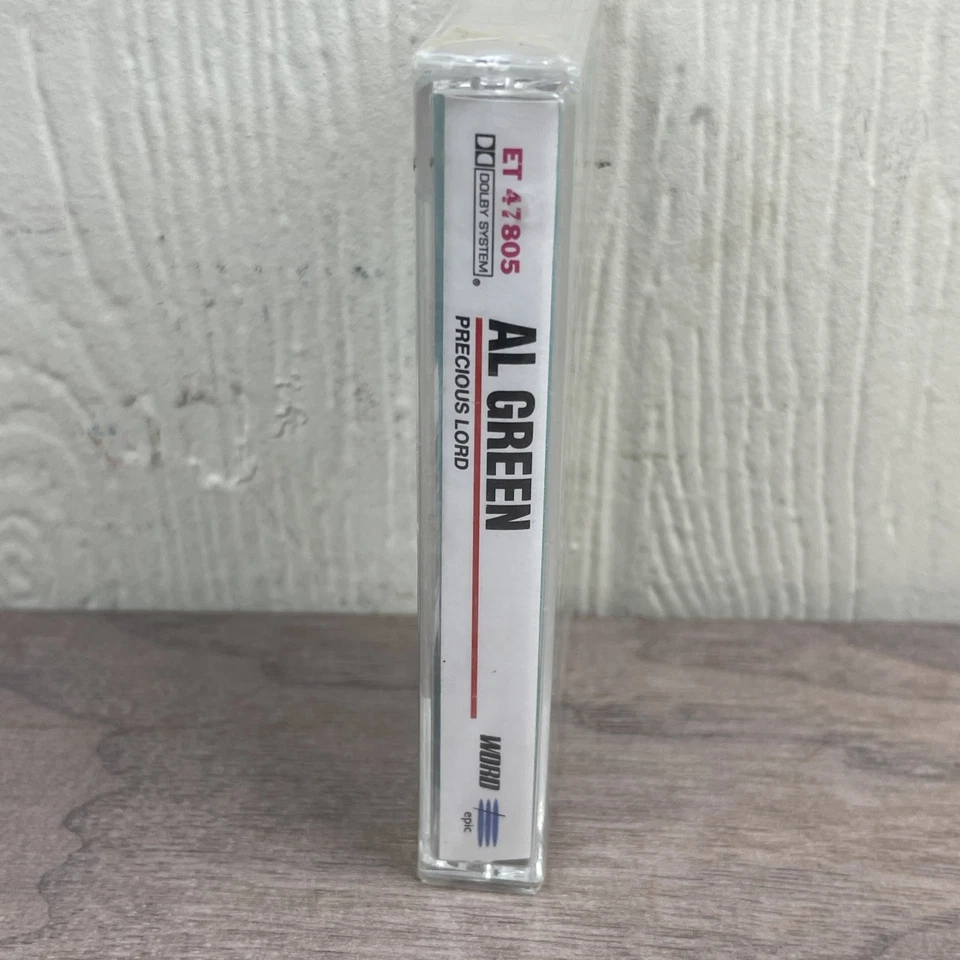 ET 47805
DOLBY SYSTEM®
AL GREEN
PRECIOUS LORD
WORD
epic